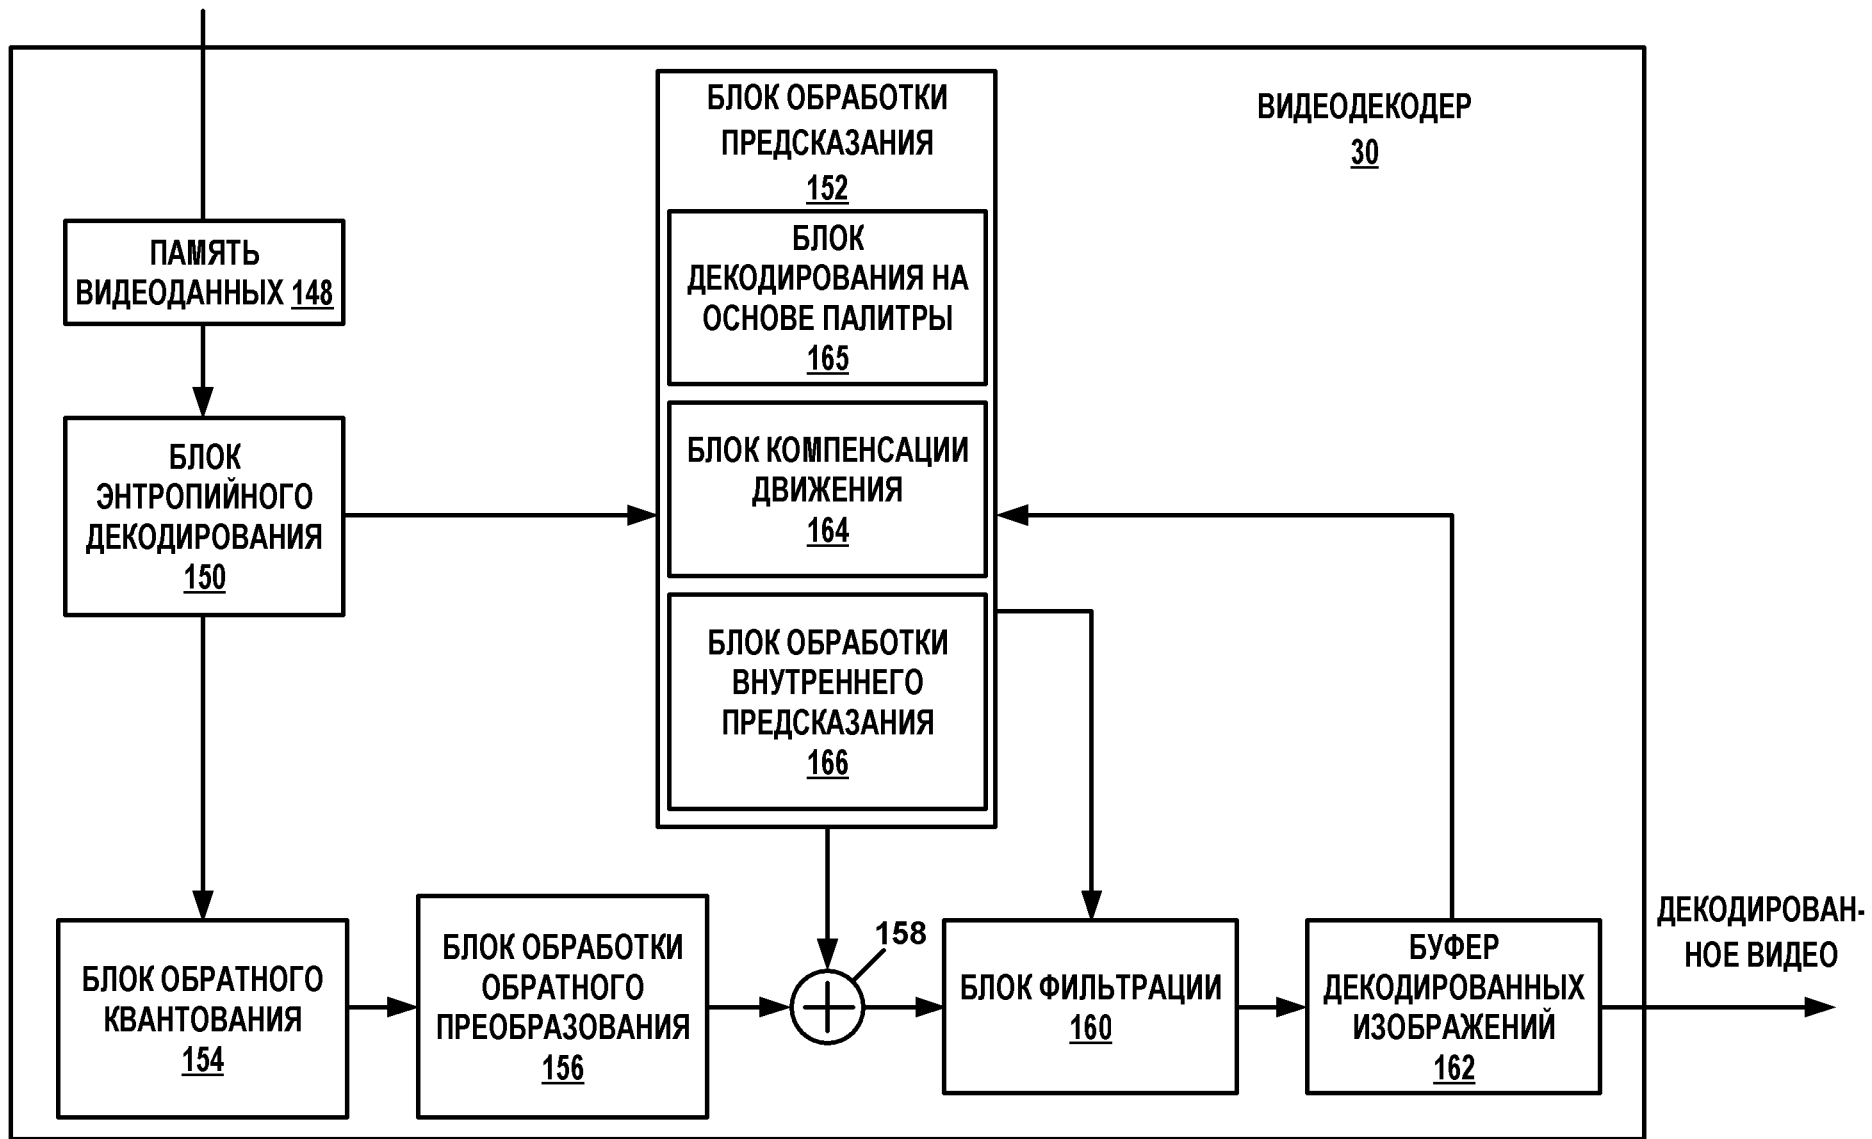 ВИДЕОДЕКОДЕР
30
БЛОК ОБРАБОТКИ
ПРЕДСКАЗАНИЯ
152
ПАМЯТЬ
ВИДЕОДАННЫХ 148
БЛОК
ДЕКОДИРОВАНИЯ НА
ОСНОВЕ ПАЛИТРЫ
165
БЛОК
ЭНТРОПИЙНОГО
ДЕКОДИРОВАНИЯ
150
БЛОК КОМПЕНСАЦИИ
ДВИЖЕНИЯ
164
БЛОК ОБРАБОТКИ
ВНУТРЕННЕГО
ПРЕДСКАЗАНИЯ
166
БЛОК ОБРАТНОГО
КВАНТОВАНИЯ
154
БЛОК ОБРАБОТКИ
ОБРАТНОГО
ПРЕОБРАЗОВАНИЯ
156
158
БЛОК ФИЛЬТРАЦИИ
160
БУФЕР
ДЕКОДИРОВАННЫХ
ИЗОБРАЖЕНИЙ
162
ДЕКОДИРОВАН-
НОЕ ВИДЕО